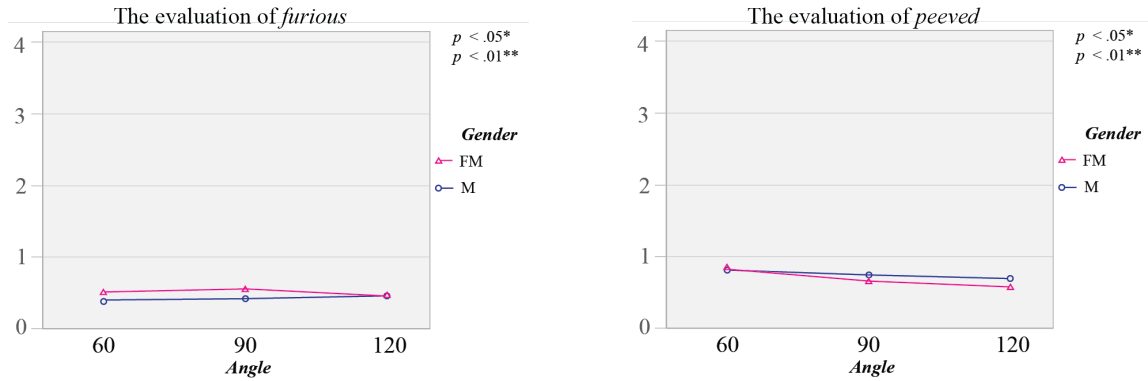 The evaluation of furious
p < .05*
p < .01**
4
3
2
1
0
Gender
FM
M
60 90 120
Angle
The evaluation of peeved
p < .05*
p < .01**
4
3
2
1
0
Gender
FM
M
60 90 120
Angle